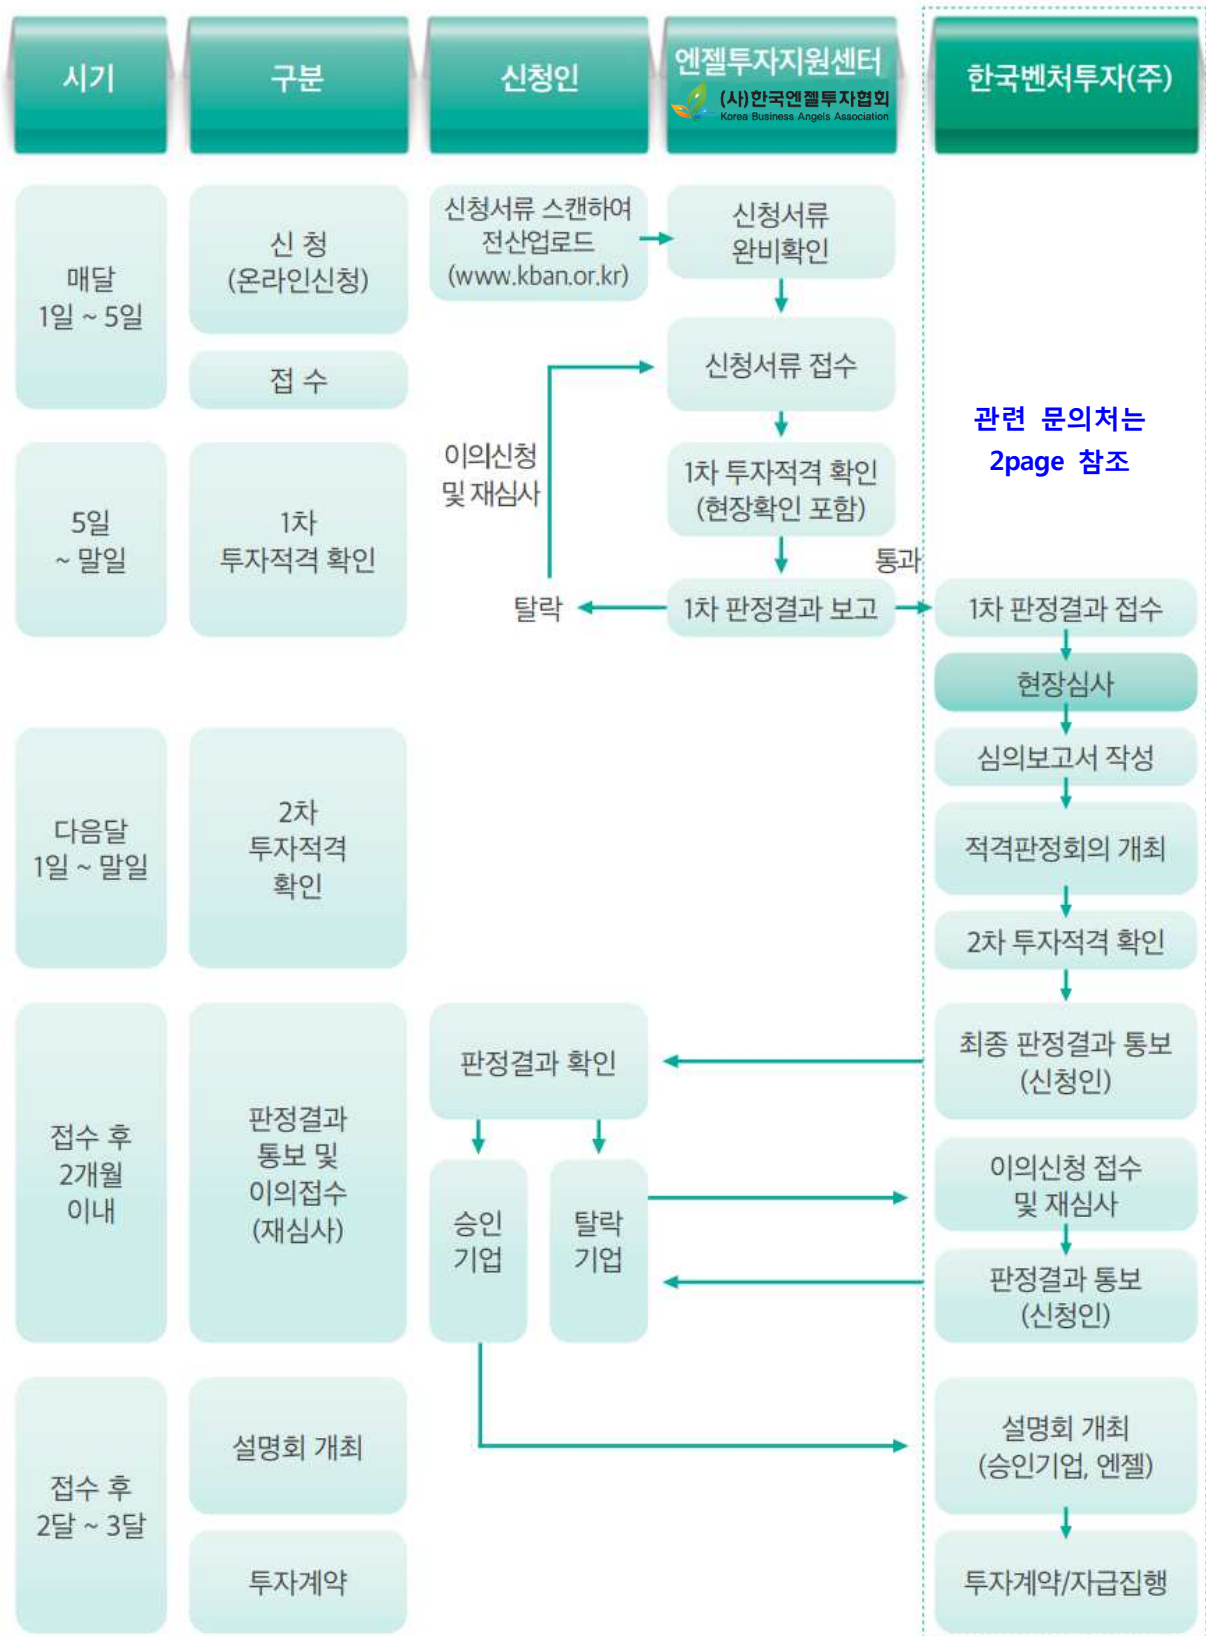 시기
구분
신청인
엔젤투자지원센터
(사)한국엔젤투자협회
Korea Business Angels Association
한국벤처투자(주)
매달
1일 ~ 5일
신 청
(온라인신청)
접 수
신청서류 스캔하여
전산업로드
(www.kban.or.kr)
신청서류
완비확인
신청서류 접수
관련 문의처는
2page 참조
5일
~ 말일
1차
투자적격 확인
이의신청
및 재심사
1차 투자적격 확인
(현장확인 포함)
통과
탈락
1차 판정결과 보고
1차 판정결과 접수
현장심사
심의보고서 작성
다음달
1일 ~ 말일
2차
투자적격
확인
적격판정회의 개최
2차 투자적격 확인
접수 후
2개월
이내
판정결과
통보 및
이의접수
(재심사)
판정결과 확인
최종 판정결과 통보
(신청인)
승인
기업
탈락
기업
이의신청 접수
및 재심사
판정결과 통보
(신청인)
접수 후
2달 ~ 3달
설명회 개최
설명회 개최
(승인기업, 엔젤)
투자계약
투자계약/자급집행